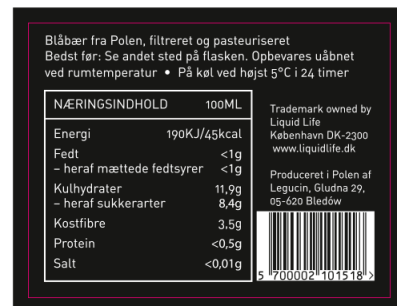 Blåbær fra Polen, filtreret og pasteuriseret
Bedst før: Se andet sted på flasken. Opbevares uåbnet
ved rumtemperatur • På køl ved højst 5°C i 24 timer
NÆRINGSINDHOLD 100ML
Energi 190KJ/45kcal
Fedt <1g
– heraf mættede fedtsyrer <1g
Kulhydrater 11,9g
– heraf sukkerarter 8,4g
Kostfibre 3.5g
Protein <0,5g
Salt <0,01g
Trademark owned by
Liquid Life
København DK-2300
www.liquidlife.dk
Produceret i Polen af
Legucin, Gludna 29,
05-620 Bledów
5 700002 101518 >